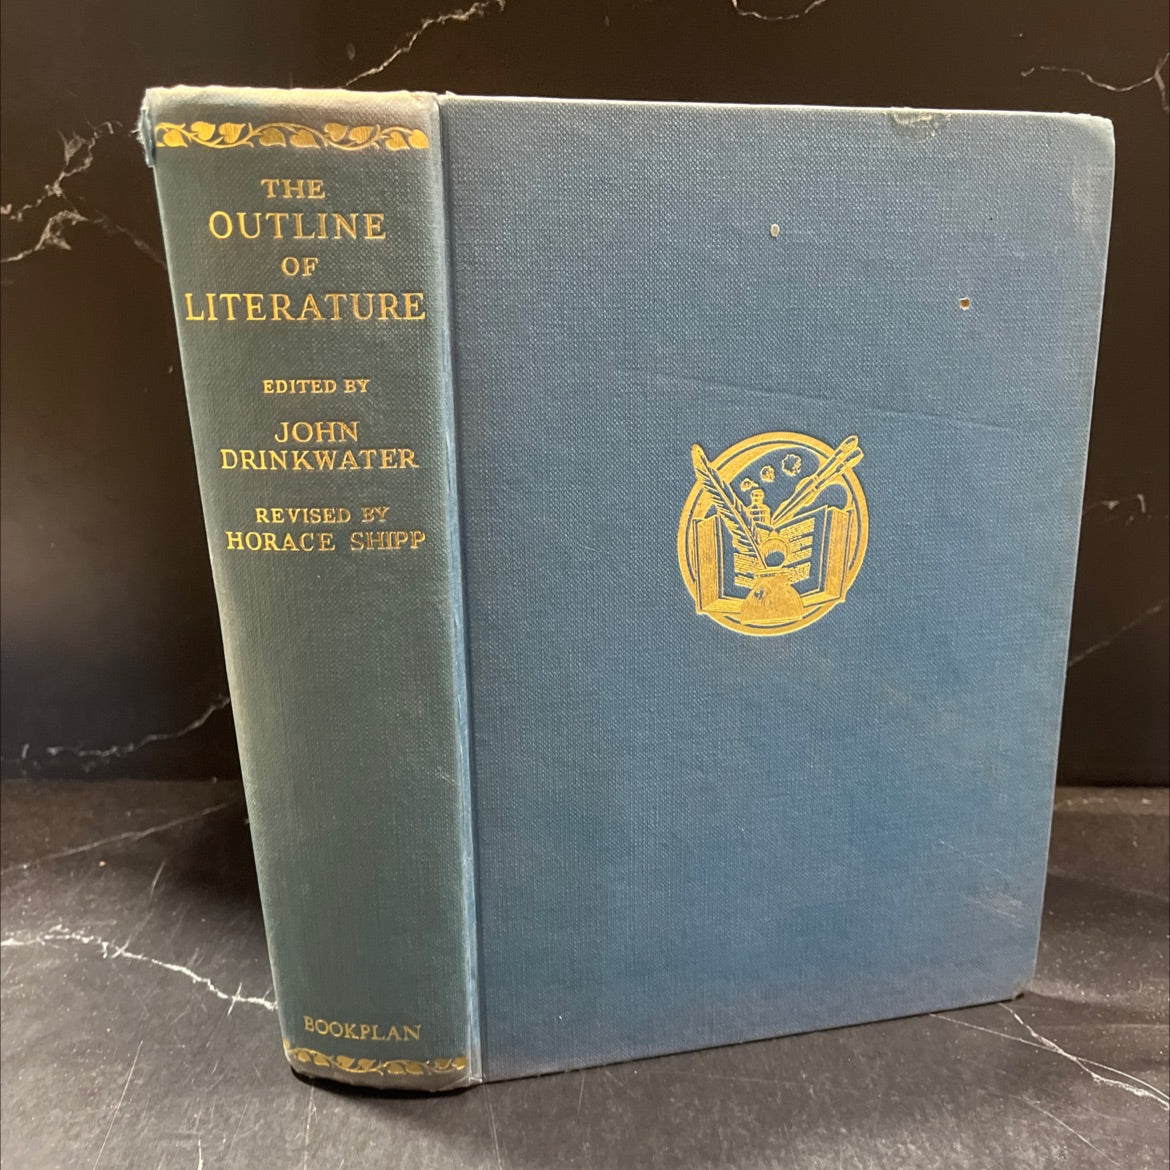 THE
OUTLINE
OF
LITERATURE
EDITED BY
JOHN
DRINKWATER
REVISED BY
HORACE SHIPP
BOOKPLAN